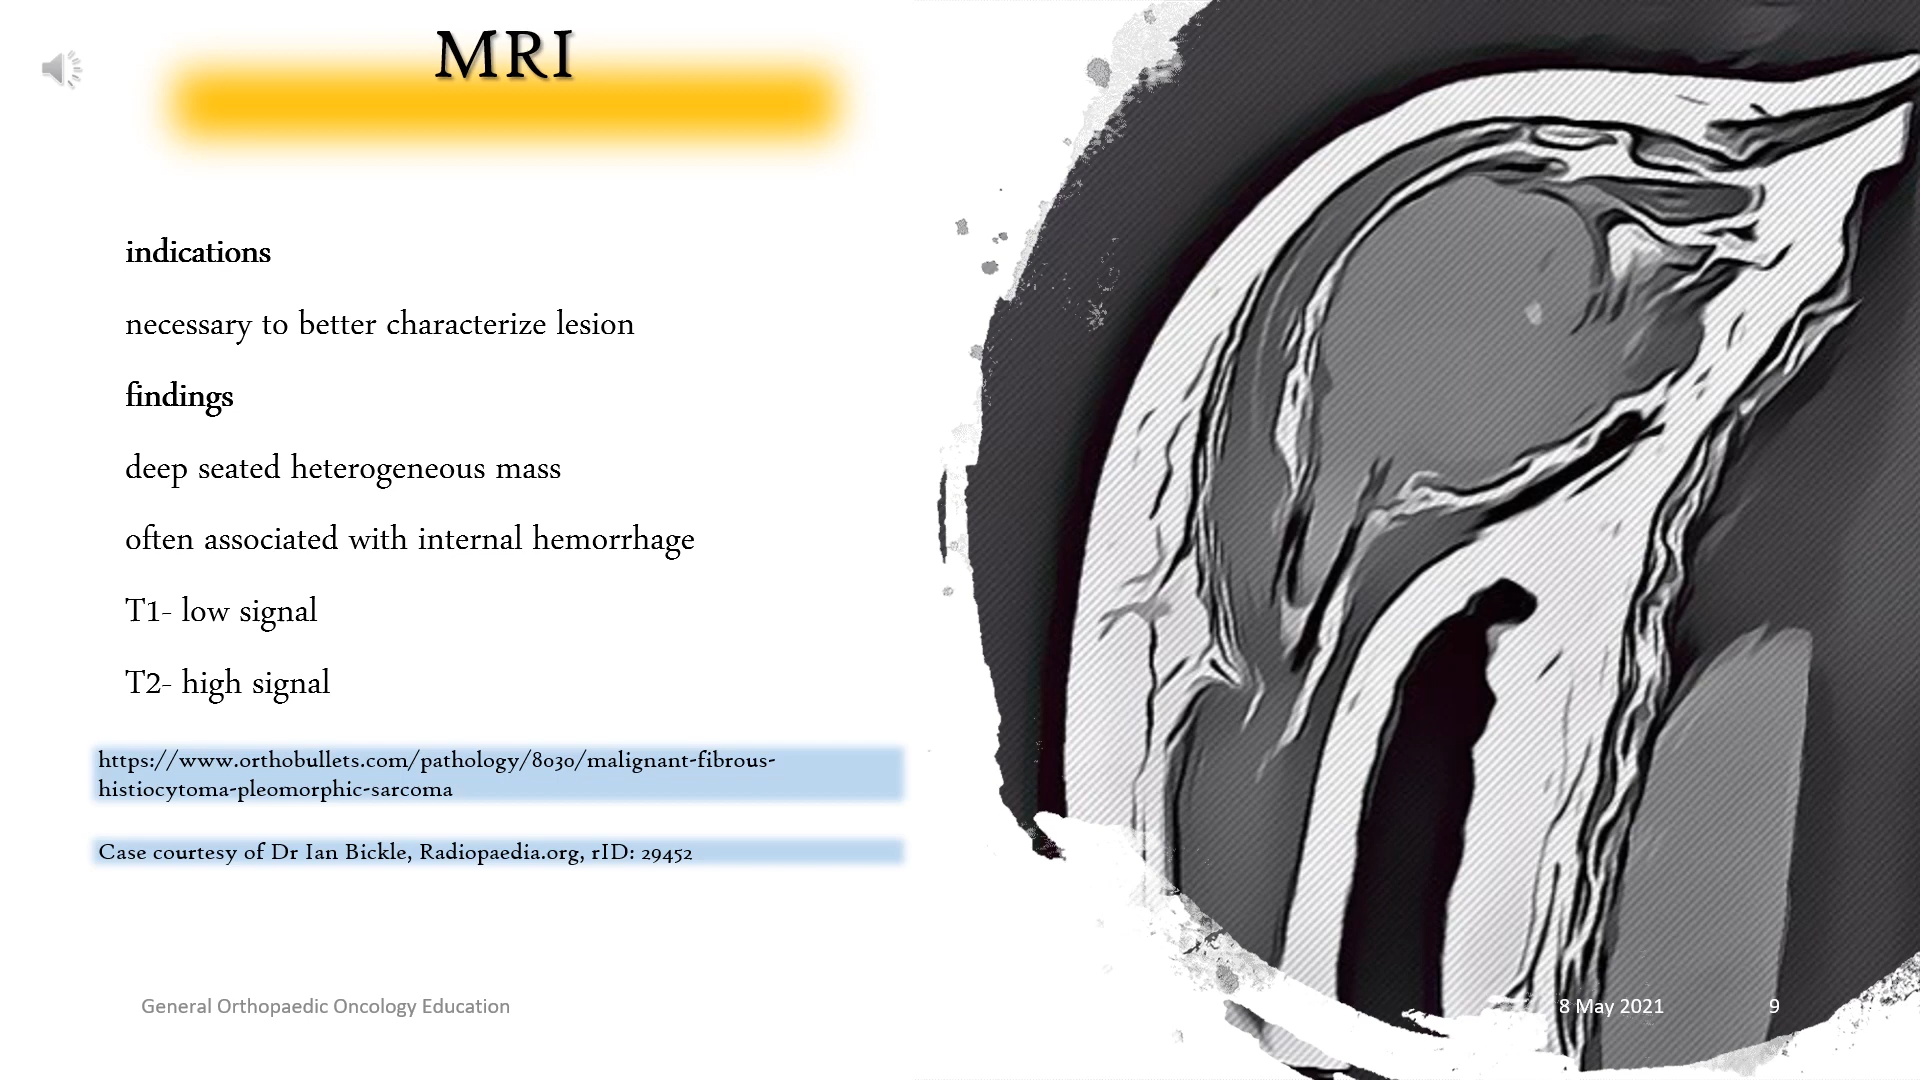 MRI
indications
necessary to better characterize lesion
findings
deep seated heterogeneous mass
often associated with internal hemorrhage
T1- low signal
T2- high signal
https://www.orthobullets.com/pathology/8030/malignant-fibrous-
histiocytoma-pleomorphic-sarcoma
Case courtesy of Dr Ian Bickle, Radiopaedia.org, rID: 29452
General Orthopaedic Oncology Education
8 May 2021
9